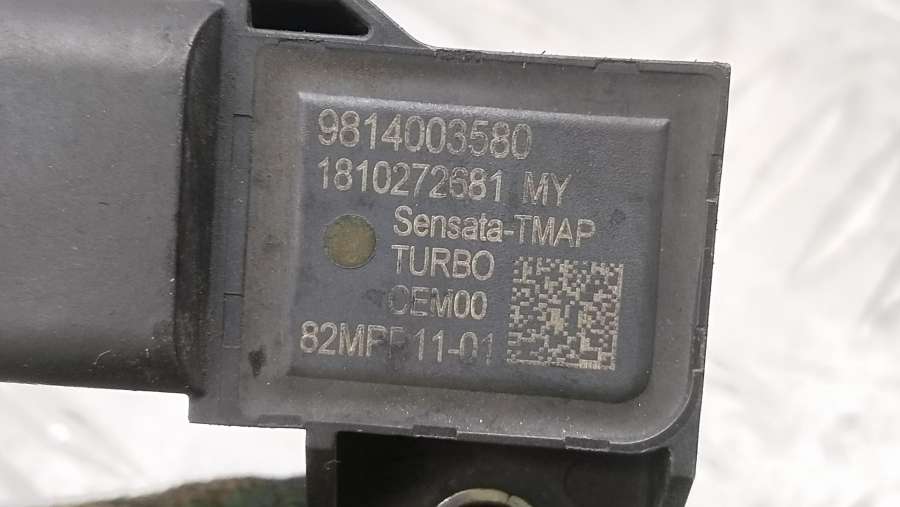 9814003580
1810272681 MY
Sensata-TMAP
TURBO
CEM00
82MPP11-01